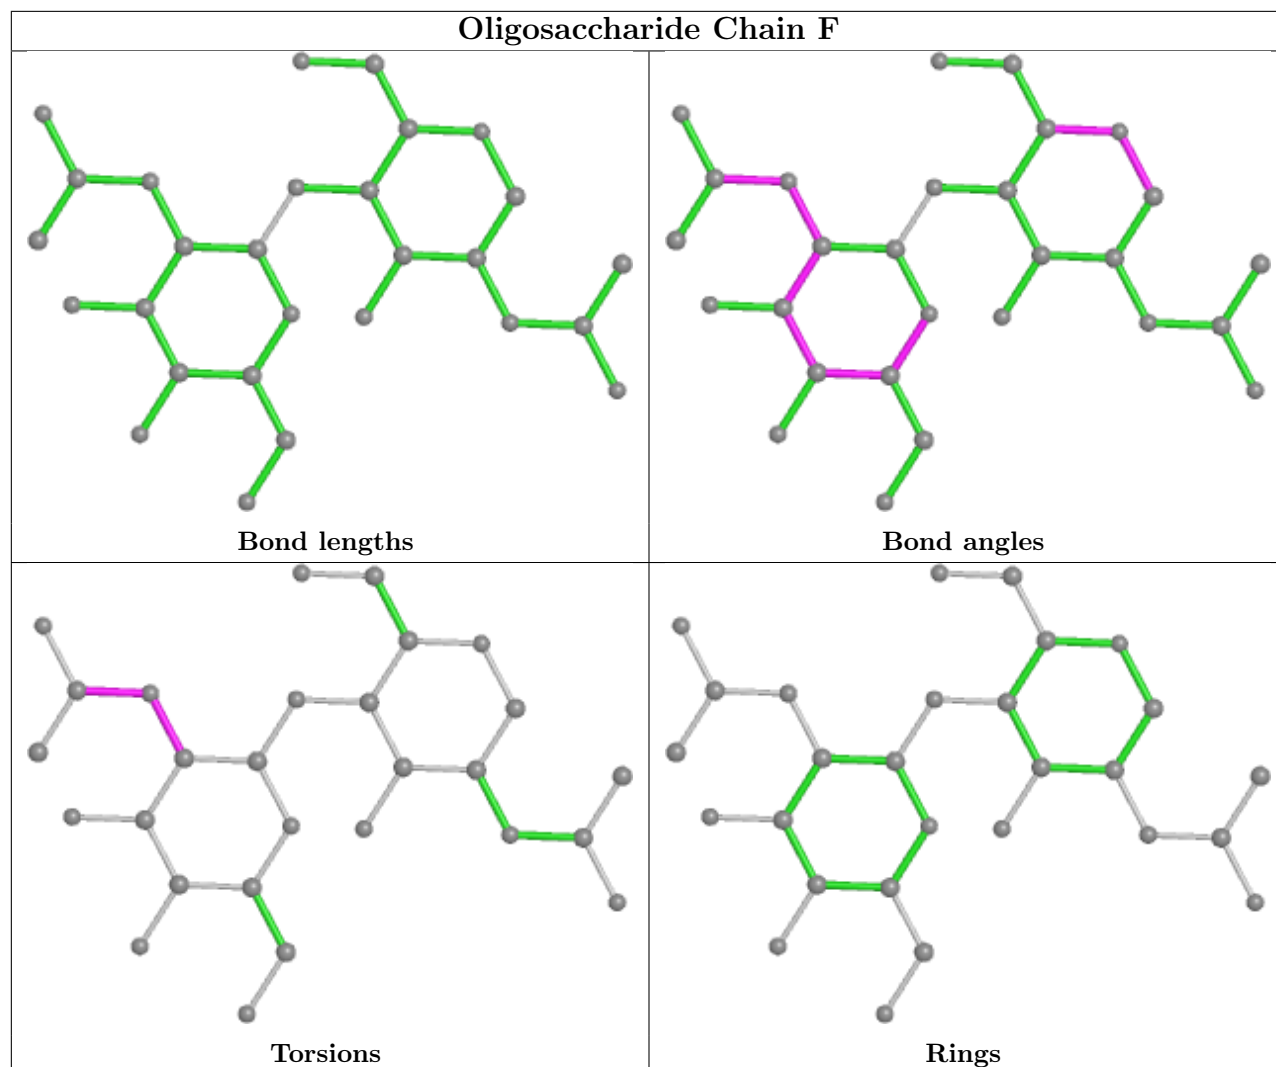 Oligosaccharide Chain F
Bond lengths
Bond angles
Torsions
Rings